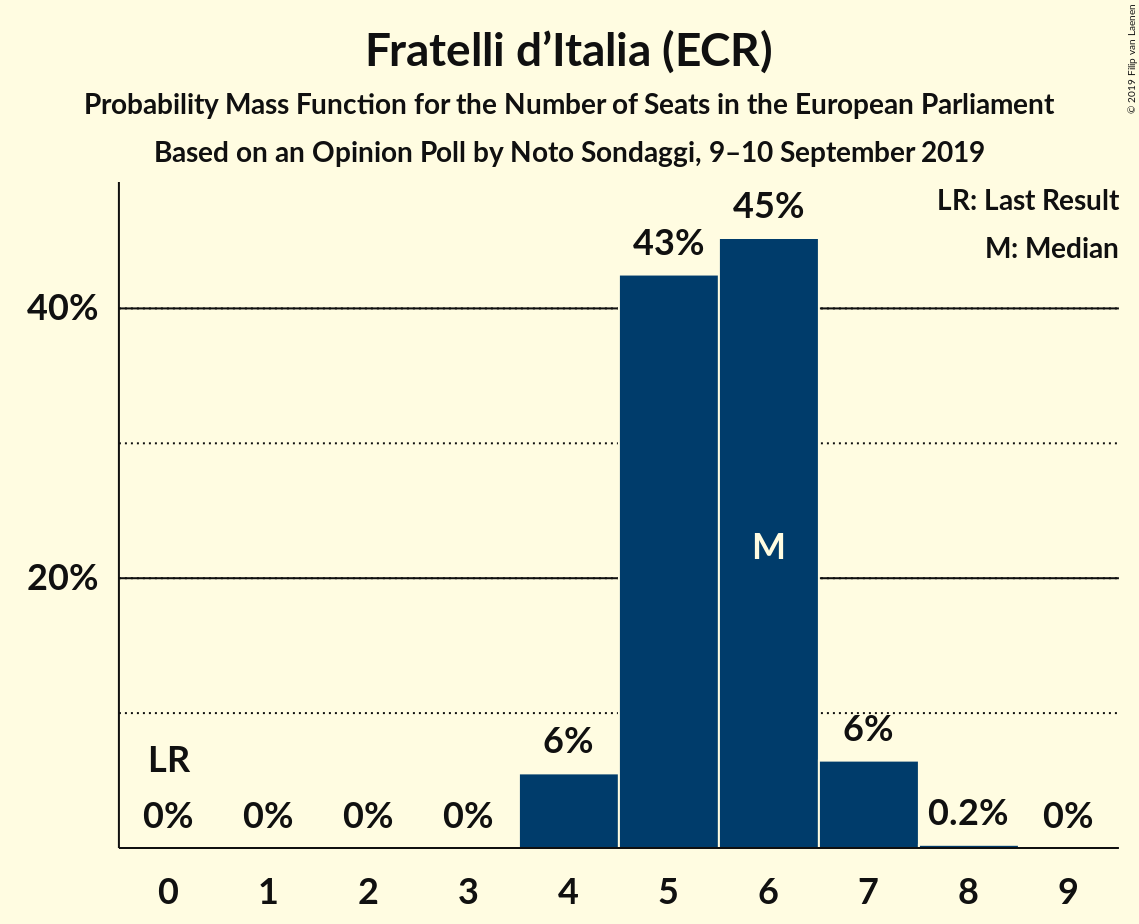 Fratelli d’Italia (ECR)
Probability Mass Function for the Number of Seats in the European Parliament
Based on an Opinion Poll by Noto Sondaggi, 9–10 September 2019
© 2019 Filip van Laenen
LR: Last Result
M: Median
45%
43%
40%
M
20%
6%
6%
LR
0%
0%
0%
0%
0.2%
0%
0 1 2 3 4 5 6 7 8 9